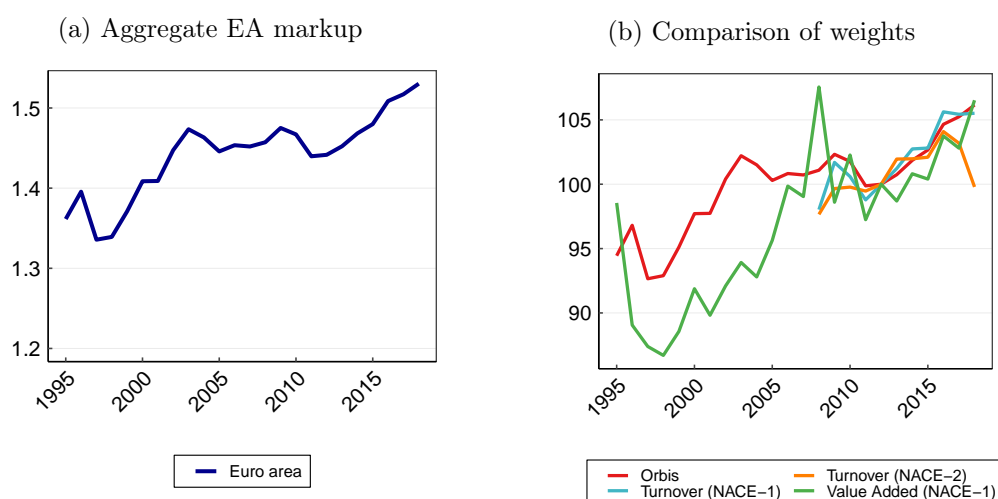 (a) Aggregate EA markup
1.5
1.4
1.3
1.2
1995
2000
2005
2010
2015
Euro area
(b) Comparison of weights
105
100
95
90
1995
2000
2005
2010
2015
Orbis
Turnover (NACE−1)
Turnover (NACE−2)
Value Added (NACE−1)